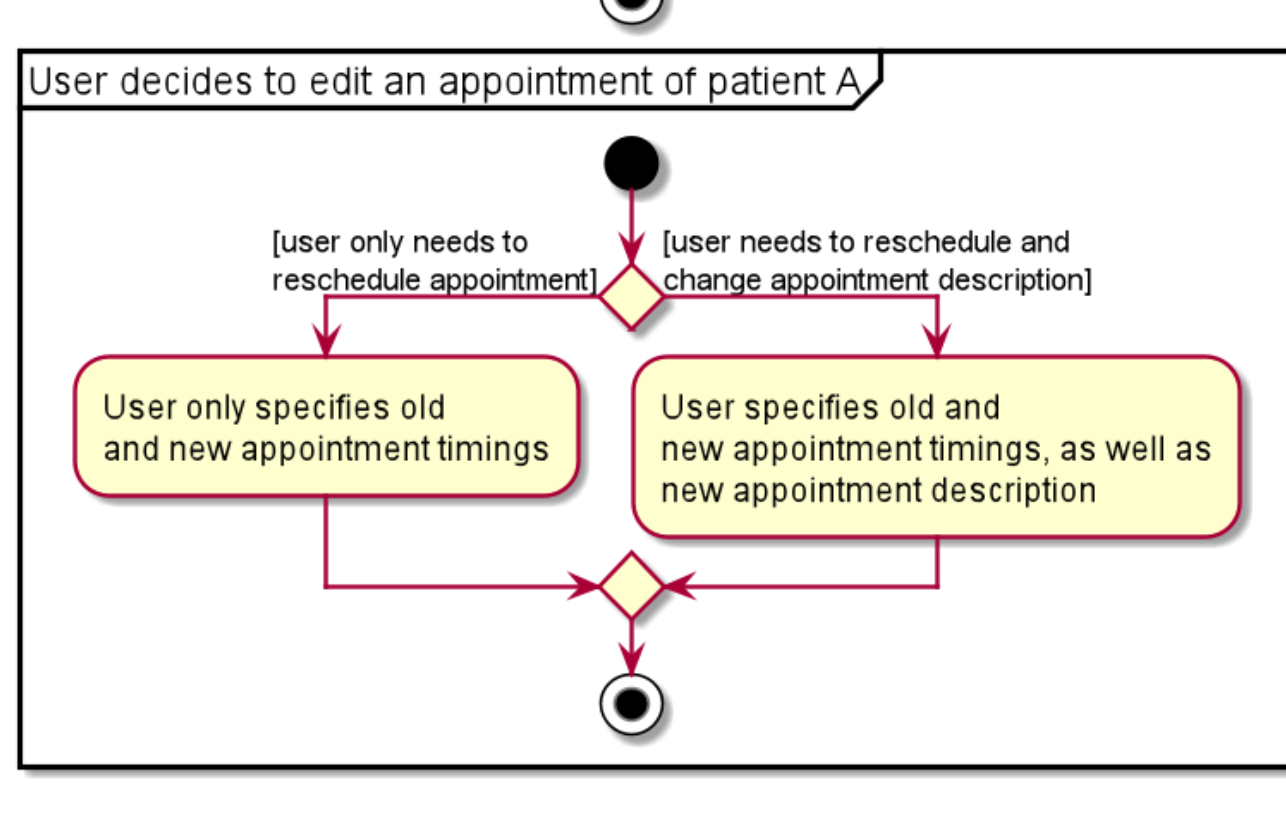 User decides to edit an appointment of patient A
[user only needs to
reschedule appointment]
[user needs to reschedule and
change appointment description]
User only specifies old
and new appointment timings
User specifies old and
new appointment timings, as well as
new appointment description